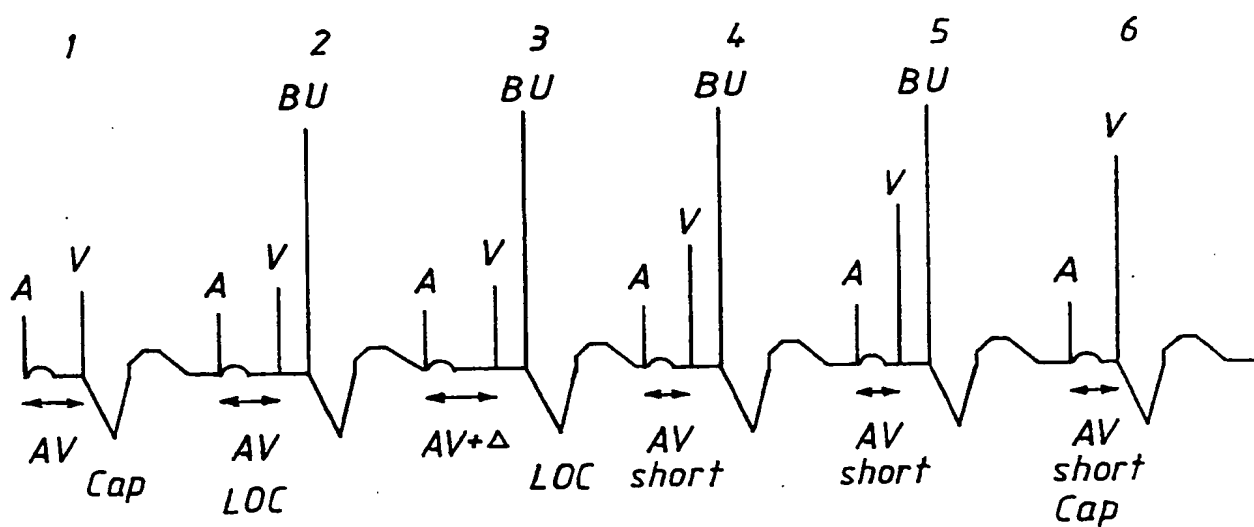 1 2 3 4 5 6
BU BU BU BU V
V V
A V A V A V A A A
AV AV AV+Δ AV short AV short AV short
Cap LOC LOC Cap